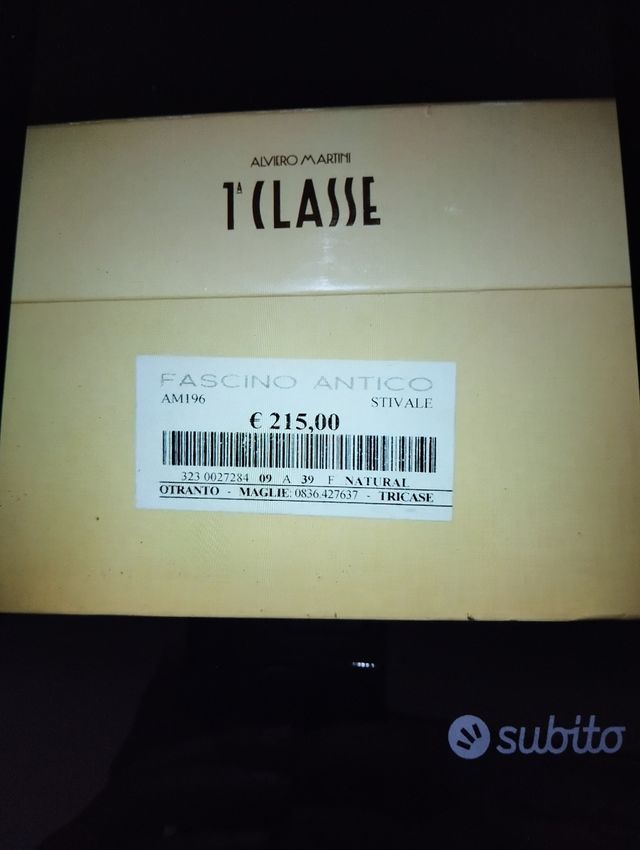 ALVIERO MARTINI
1ª CLASSE
FASCINO ANTICO
AM196 STIVALE
€ 215,00
323 0027284 09 A 39 F NATURAL
OTRANTO - MAGLIE: 0836.427637 - TRICASE
subito